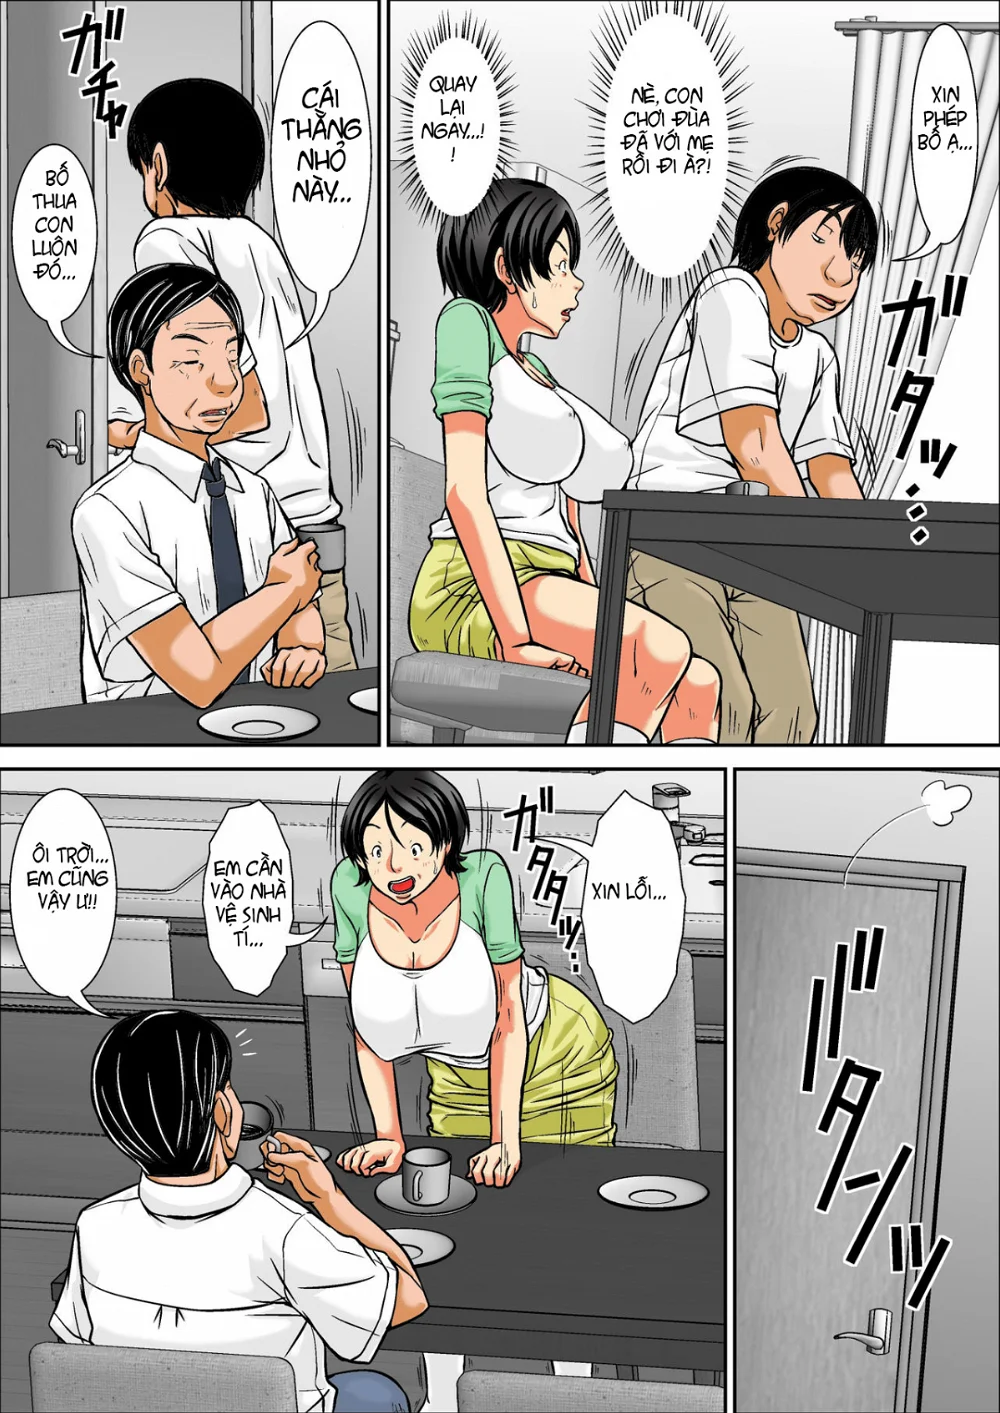 XIN
PHÉP
BỐ Ạ...
NÈ, CON
CHƠI ĐÙA
ĐÃ VỚI MẸ
RỒI ĐI À?!
QUAY
LẠI
NGAY...!
!
ガタタッ...
CÁI
THẰNG
NHỎ
NÀY...
ガチャ
BỐ
THUA
CON
LUÔN
ĐÓ...
バタンッ
XIN LỖI...
ガタタッ...
EM CẦN
VÀO NHÀ
VỆ SINH
TÍ...
ÔI TRỜI...
EM CŨNG
VẬY Ư!!